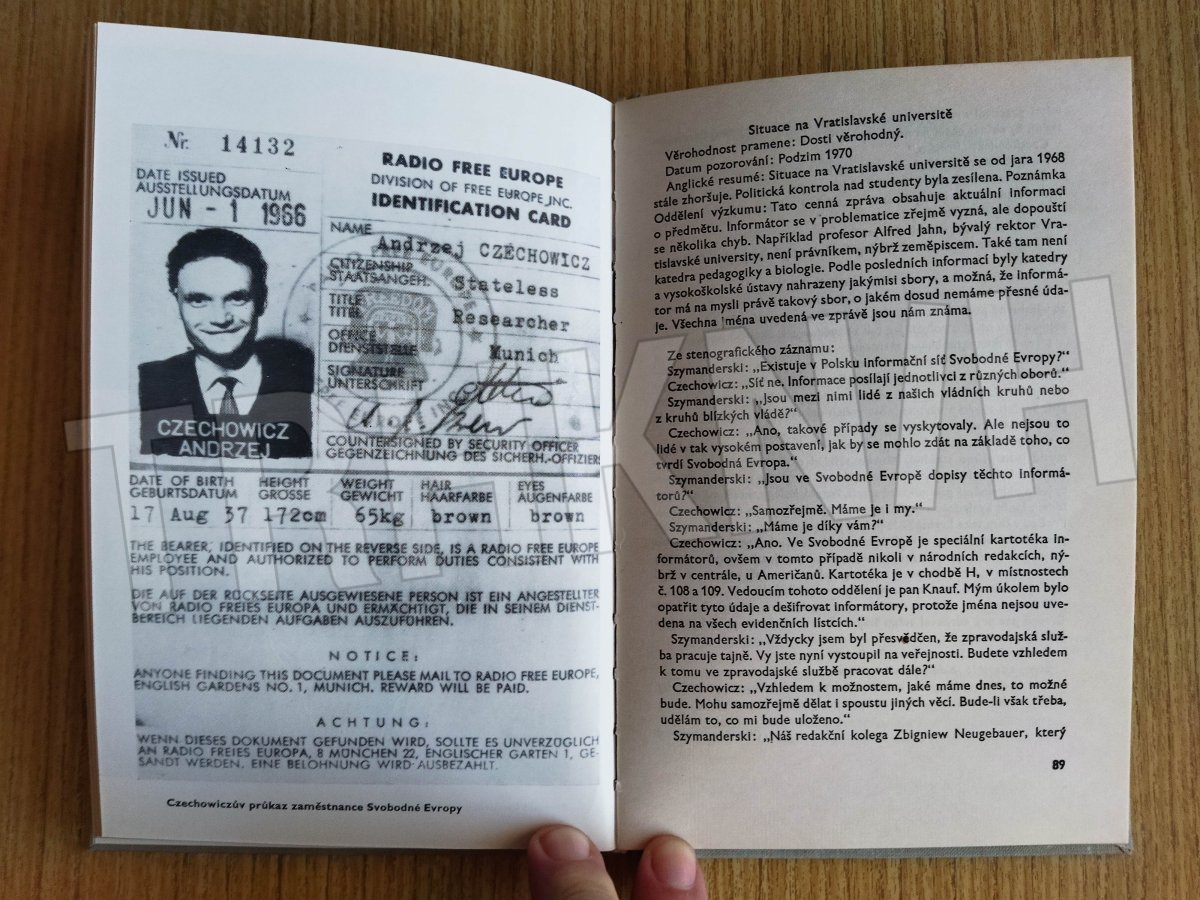 Nr. 14132
DATE ISSUED
AUSSTELLUNGSDATUM
JUN - 1 1966
RADIO FREE EUROPE
DIVISION OF FREE EUROPE INC.
IDENTIFICATION CARD
NAME
Andrzej CZECHOWICZ
CITIZENSHIP
STAATSANGEH.
Stateless
TITLE
TITEL
Researcher
OFFICE
DIENSTSTELLE
Munich
SIGNATURE
UNTERSCHRIFT
COUNTERSIGNED BY SECURITY OFFICER
GEGENZEICHNUNG DES SICHERH.-OFFIZIERS
CZECHOWICZ
ANDRZEJ
DATE OF BIRTH HEIGHT WEIGHT HAIR EYES
GEBURTSDATUM GROSSE GEWICHT HAARFARBE AUGENFARBE
17 Aug 37 172cm 65kg brown brown
THE BEARER, IDENTIFIED ON THE REVERSE SIDE, IS A RADIO FREE EUROPE
EMPLOYEE AND AUTHORIZED TO PERFORM DUTIES CONSISTENT WITH
HIS POSITION.
DIE AUF DER RÜCKSEITE AUSGEWIESENE PERSON IST EIN ANGESTELLTER
VON RADIO FREIES EUROPA UND ERMÄCHTIGT, DIE IN SEINEM DIENST-
BEREICH LIEGENDEN AUFGABEN AUSZUFÜHREN.
NOTICE:
ANYONE FINDING THIS DOCUMENT PLEASE MAIL TO RADIO FREE EUROPE,
ENGLISH GARDENS NO. 1, MUNICH. REWARD WILL BE PAID.
ACHTUNG:
WENN DIESES DOKUMENT GEFUNDEN WIRD, SOLLTE ES UNVERZÜGLICH
AN RADIO FREIES EUROPA, 8 MÜNCHEN 22, ENGLISCHER GARTEN 1, GE-
SANDT WERDEN. EINE BELOHNUNG WIRD AUSBEZAHLT.
Czechowiczův průkaz zaměstnance Svobodné Evropy
Situace na Vratislavské universitě
Věrohodnost pramene: Dosti věrohodný.
Datum pozorování: Podzim 1970
Anglické resumé: Situace na Vratislavské universitě se od jara 1968
stále zhoršuje. Politická kontrola nad studenty byla zesílena. Poznámka
Oddělení výzkumu: Tato cenná zpráva obsahuje aktuální informaci
o předmětu. Informátor se v problematice zřejmě vyzná, ale dopouští
se několika chyb. Například profesor Alfred Jahn, bývalý rektor Vra-
tislavské university, není právníkem, nýbrž zeměpiscem. Také tam není
katedra pedagogiky a biologie. Podle posledních informací byly katedry
a vysokoškolské ústavy nahrazeny jakýmisi sbory, a možná, že informá-
tor má na mysli právě takový sbor, o jakém dosud nemáme přesné úda-
je. Všechna jména uvedená ve zprávě jsou nám známa.
Ze stenografického záznamu:
Szymanderski: „Existuje v Polsku informační síť Svobodné Evropy?“
Czechowicz: „Síť ne. Informace posílají jednotlivci z různých oborů.“
Szymanderski: „Jsou mezi nimi lidé z našich vládních kruhů nebo
z kruhů blízkých vládě?“
Czechowicz: „Ano, takové případy se vyskytovaly. Ale nejsou to
lidé v tak vysokém postavení, jak by se mohlo zdát na základě toho, co
tvrdí Svobodná Evropa.“
Szymanderski: „Jsou ve Svobodné Evropě dopisy těchto informá-
torů?“
Czechowicz: „Samozřejmě. Máme je i my.“
Szymanderski: „Máme je díky vám?“
Czechowicz: „Ano. Ve Svobodné Evropě je speciální kartotéka in-
formátorů, ovšem v tomto případě nikoli v národních redakcích, ný-
brž v centrále, u Američanů. Kartotéka je v chodbě H, v místnostech
č. 108 a 109. Vedoucím tohoto oddělení je pan Knauf. Mým úkolem bylo
opatřit tyto údaje a dešifrovat informátory, protože jména nejsou uve-
dena na všech evidenčních lístcích.“
Szymanderski: „Vždycky jsem byl přesvědčen, že zpravodajská služ-
ba pracuje tajně. Vy jste nyní vystoupil na veřejnosti. Budete vzhledem
k tomu ve zpravodajské službě pracovat dále?“
Czechowicz: „Vzhledem k možnostem, jaké máme dnes, to možné
bude. Mohu samozřejmě dělat i spoustu jiných věcí. Bude-li však třeba,
udělám to, co mi bude uloženo.“
Szymanderski: „Náš redakční kolega Zbigniew Neugebauer, který
89